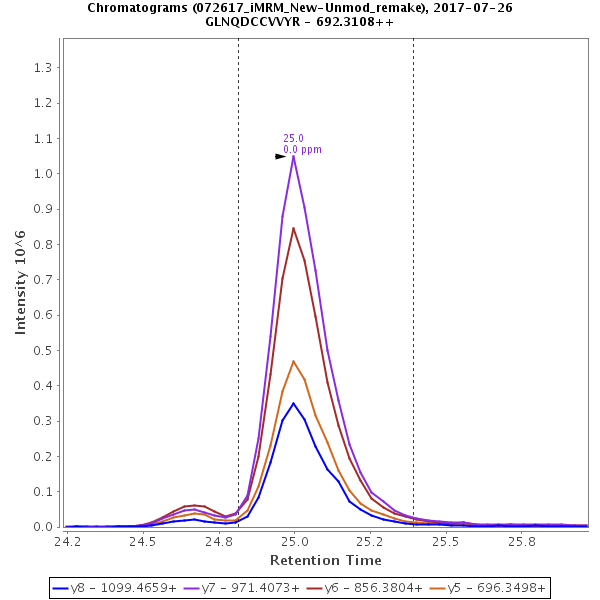 Chromatograms (072617_iMRM_New-Unmod_remake), 2017-07-26
GLNQDCCVVYR - 692.3108++
Intensity 10^6
1.3
1.2
1.1
1.0
0.9
0.8
0.7
0.6
0.5
0.4
0.3
0.2
0.1
0.0
25.0
0.0 ppm
24.2 24.5 24.8 25.0 25.2 25.5 25.8
Retention Time
y8 - 1099.4659+ y7 - 971.4073+ y6 - 856.3804+ y5 - 696.3498+